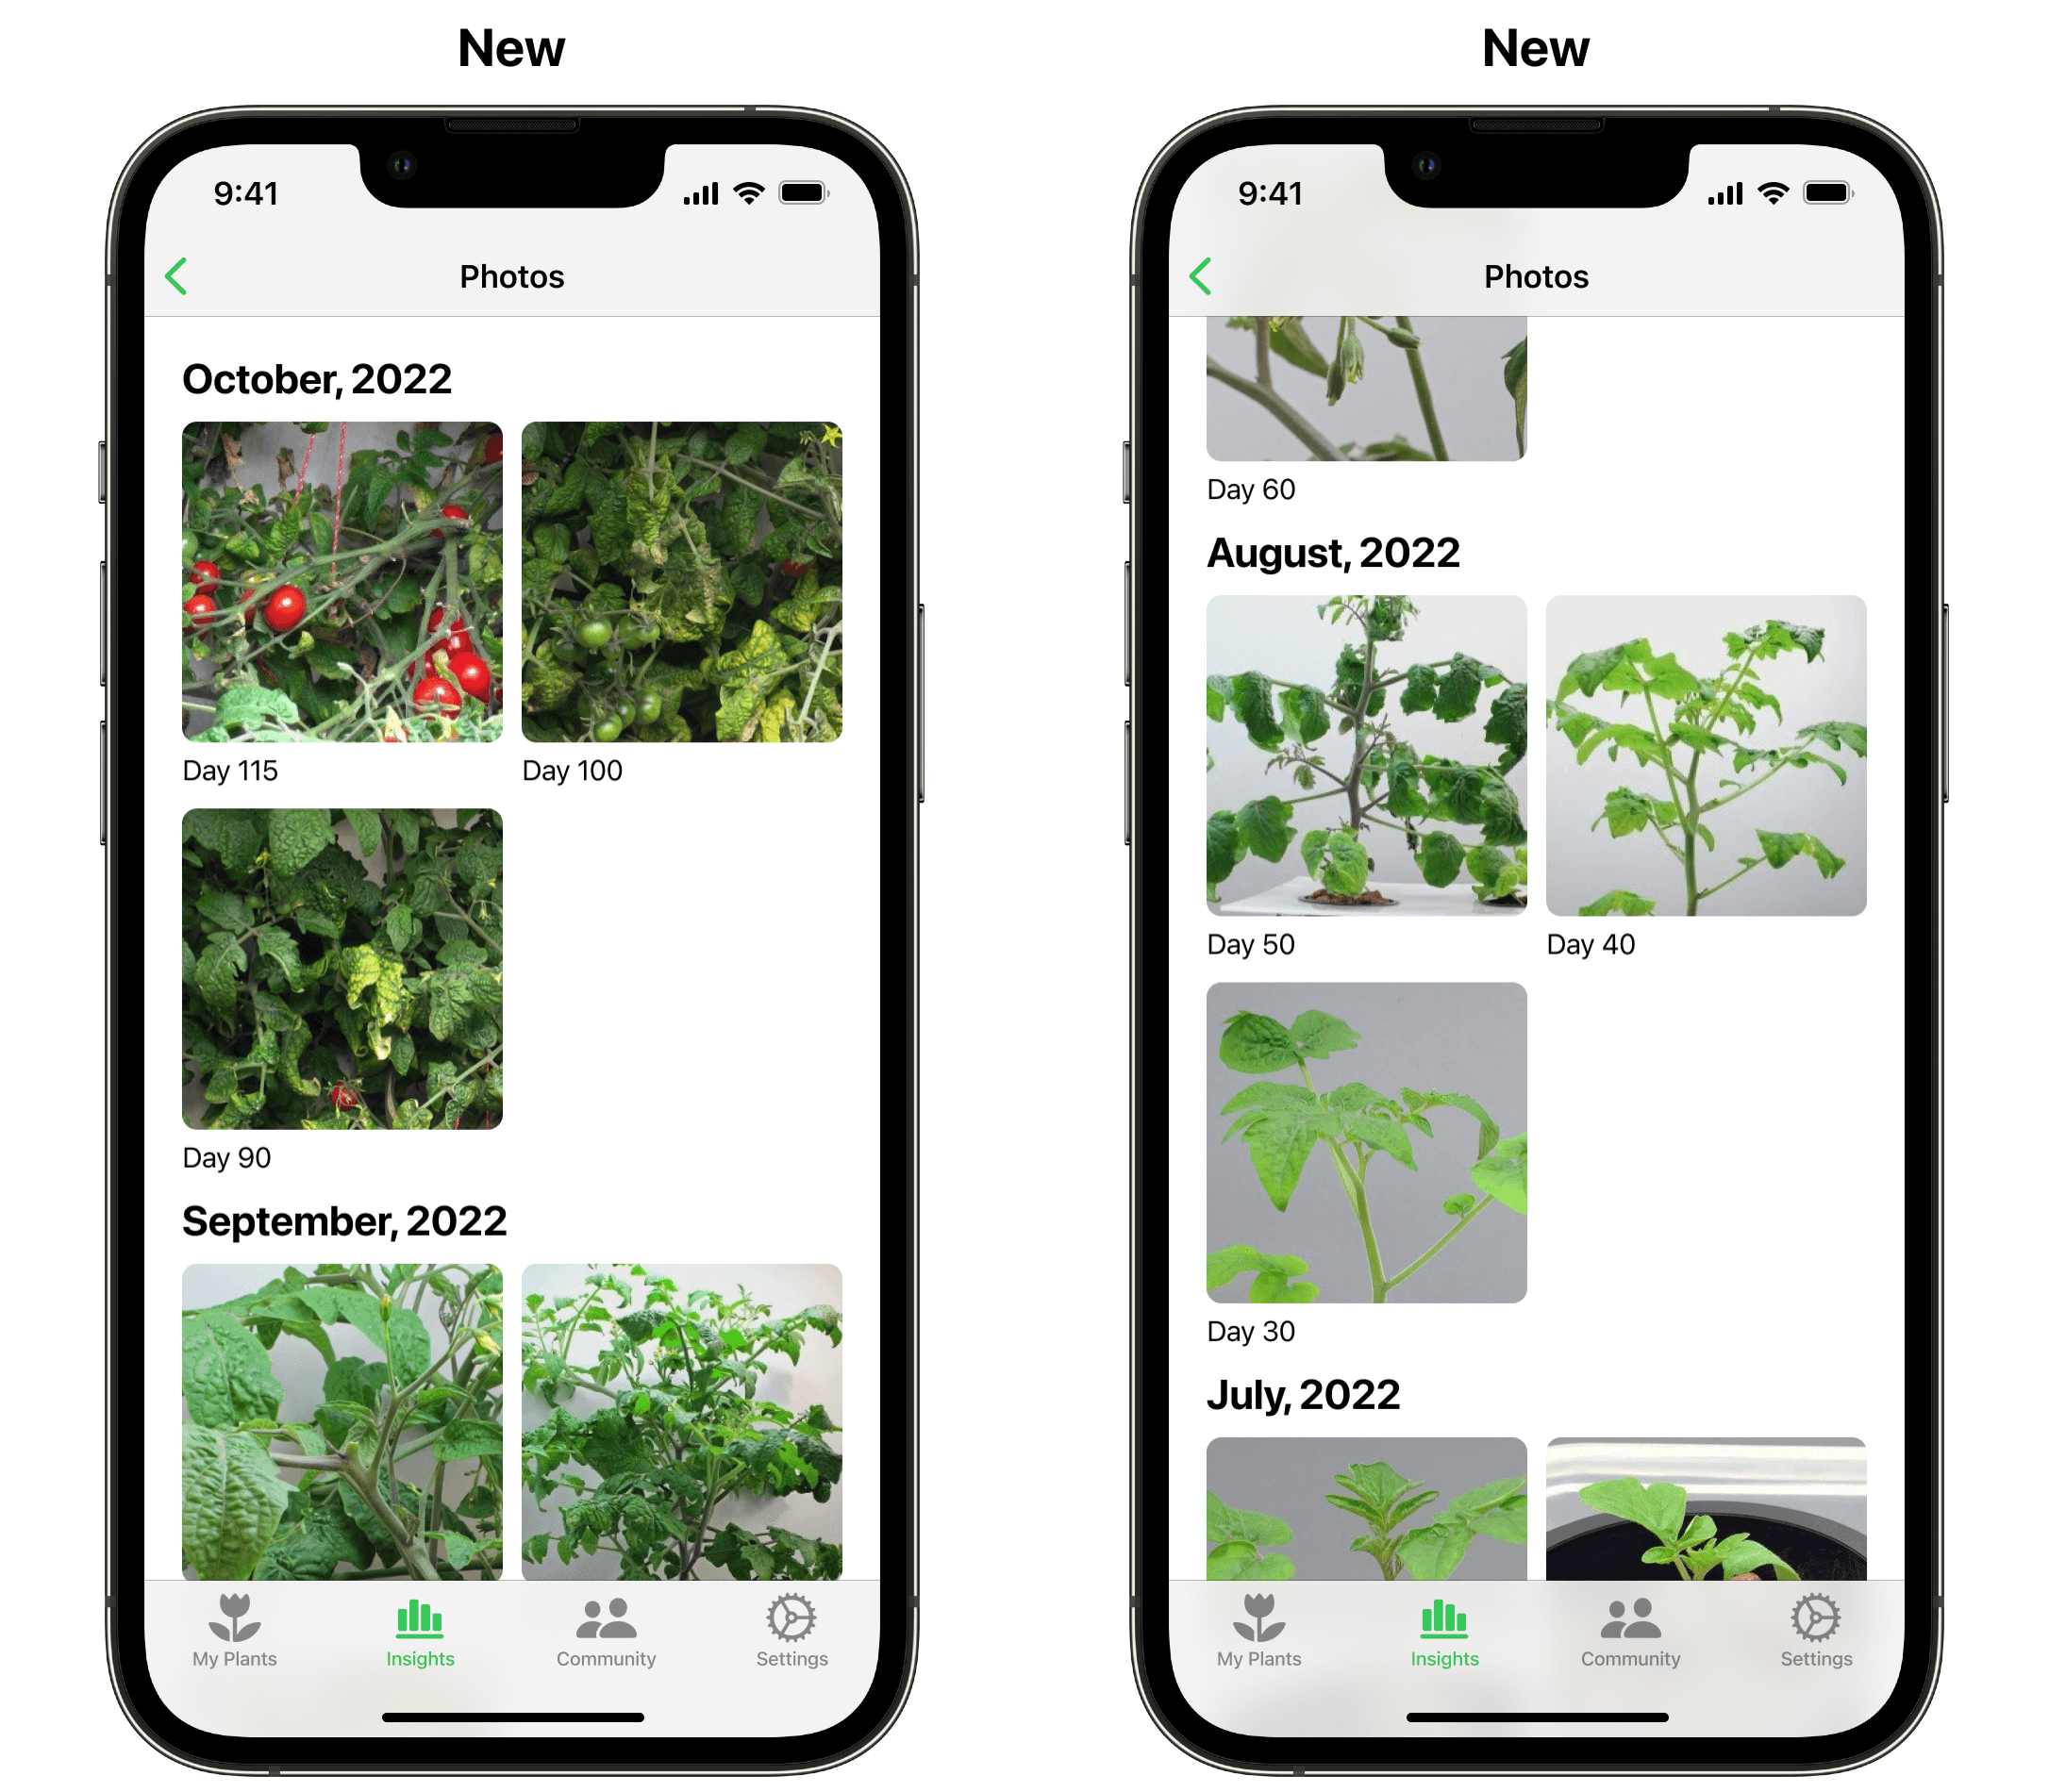 New
9:41
Photos
October, 2022
Day 115
Day 100
Day 90
September, 2022
My Plants
Insights
Community
Settings
New
9:41
Photos
Day 60
August, 2022
Day 50
Day 40
Day 30
July, 2022
My Plants
Insights
Community
Settings